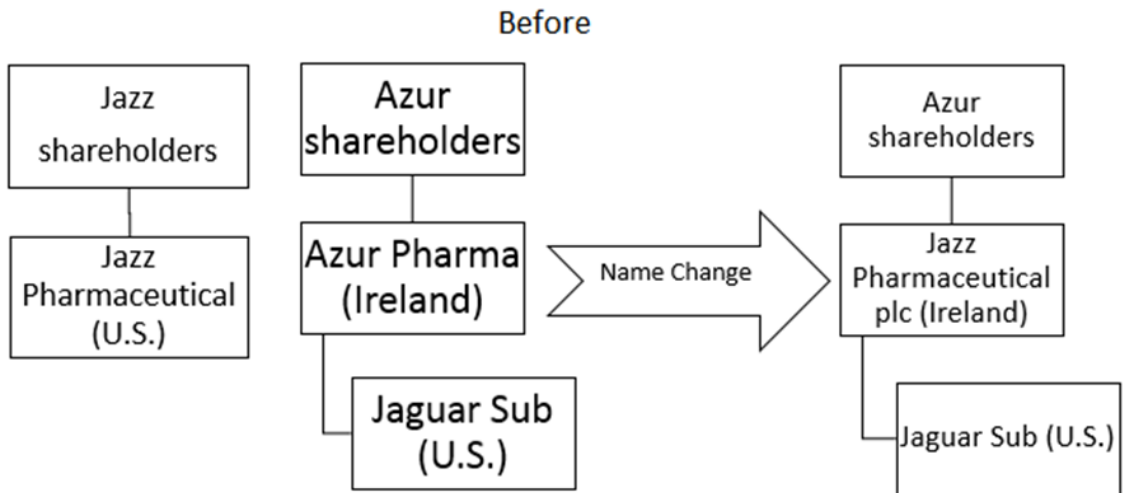 Before
Jazz
shareholders
Jazz
Pharmaceutical
(U.S.)
Azur
shareholders
Azur Pharma
(Ireland)
Jaguar Sub
(U.S.)
Name Change
Azur
shareholders
Jazz
Pharmaceutical
plc (Ireland)
Jaguar Sub (U.S.)